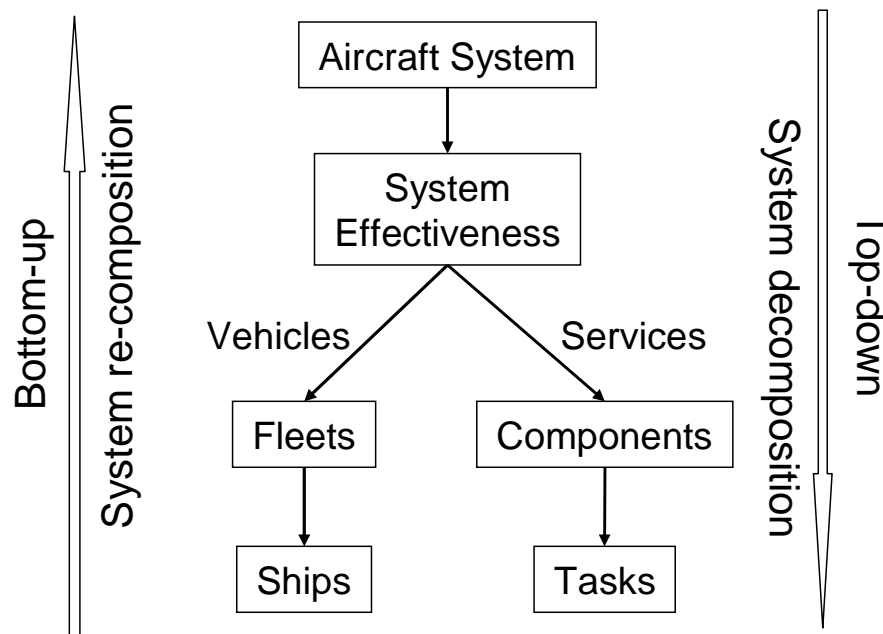 Aircraft System
System
Effectiveness
Vehicles
Services
Fleets
Components
Ships
Tasks
Bottom-up
System re-composition
System decomposition
Top-down